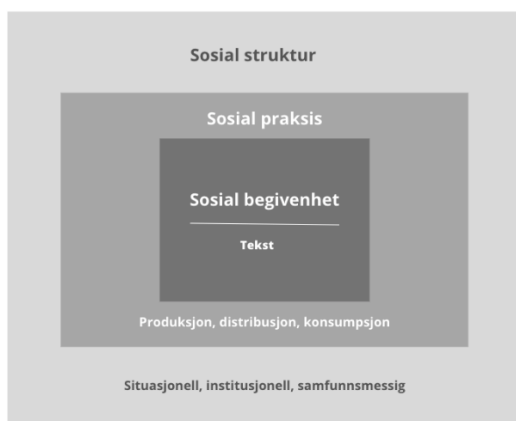 Sosial struktur
Sosial praksis
Sosial begivenhet
Tekst
Produksjon, distribusjon, konsumpsjon
Situasjonell, institusjonell, samfunnsmessig